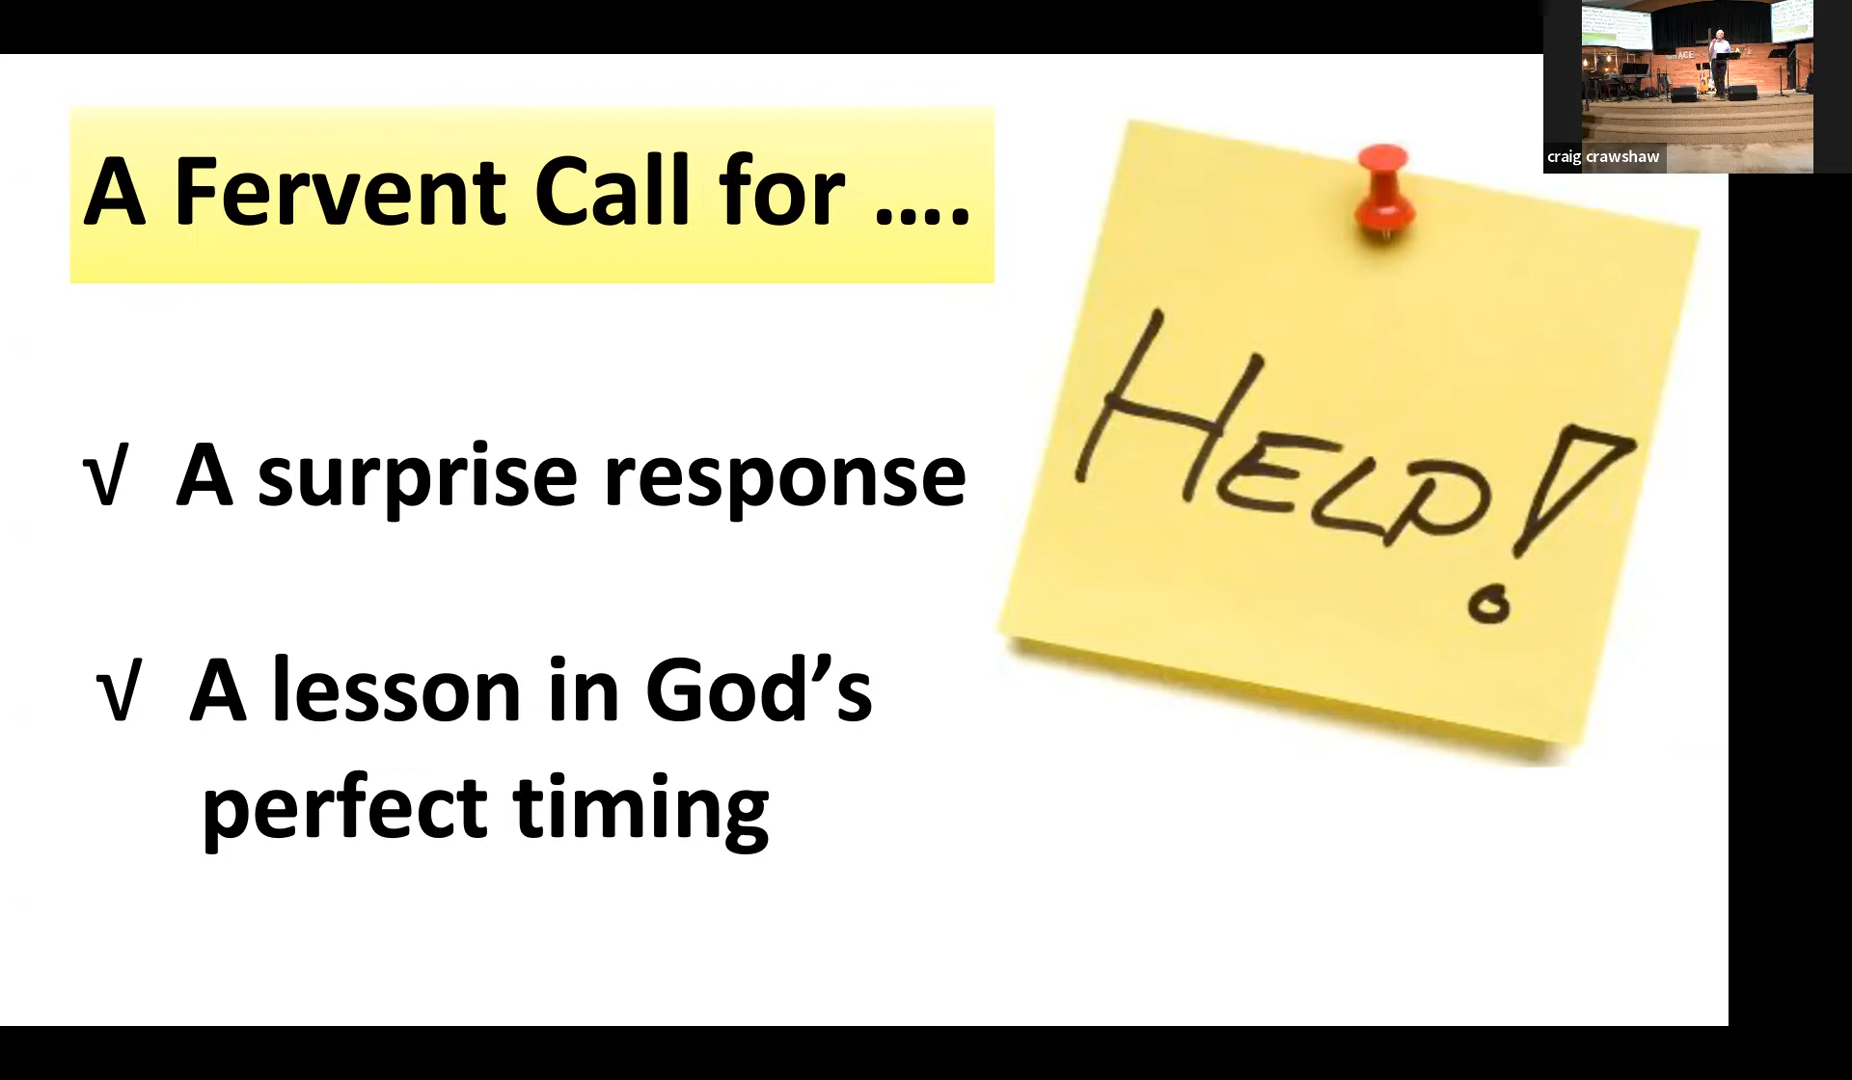 A Fervent Call for ....
HELP!
√ A surprise response
√ A lesson in God’s
perfect timing
craig crawshaw